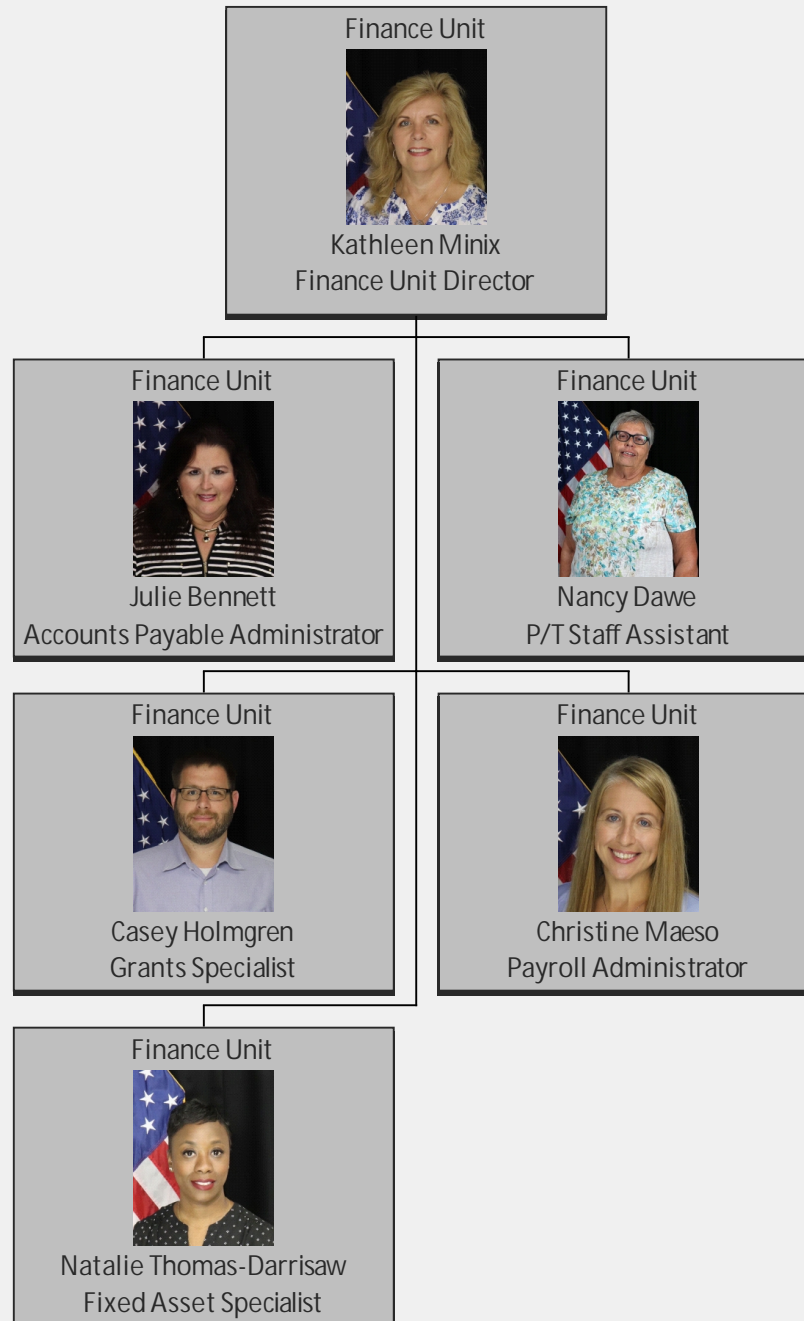 Finance Unit
Kathleen Minix
Finance Unit Director
Finance Unit
Julie Bennett
Accounts Payable Administrator
Finance Unit
Nancy Dawe
P/T Staff Assistant
Finance Unit
Casey Holmgren
Grants Specialist
Finance Unit
Christine Maeso
Payroll Administrator
Finance Unit
Natalie Thomas-Darrisaw
Fixed Asset Specialist